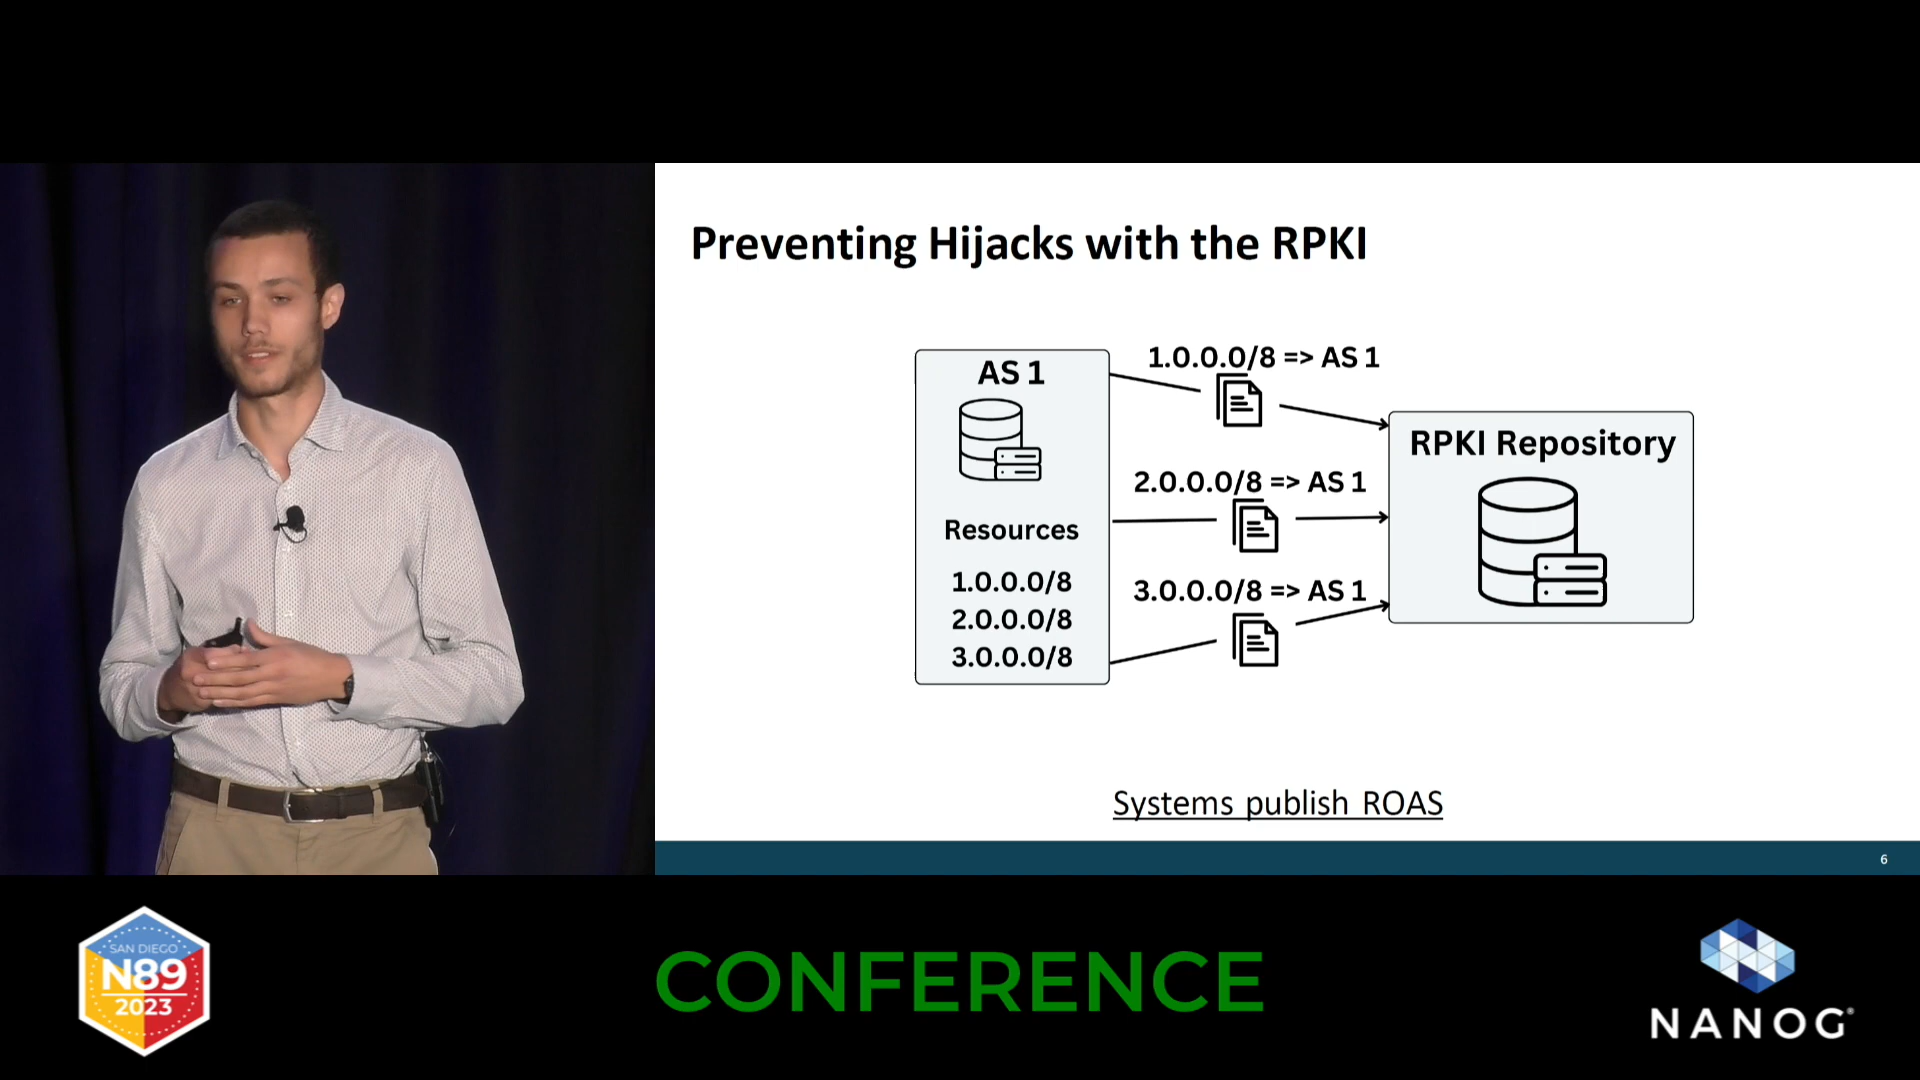 Preventing Hijacks with the RPKI
AS 1
Resources
1.0.0.0/8
2.0.0.0/8
3.0.0.0/8
1.0.0.0/8 => AS 1
2.0.0.0/8 => AS 1
3.0.0.0/8 => AS 1
RPKI Repository
Systems publish ROAS
6
SAN DIEGO
N89
2023
CONFERENCE
NANOG®